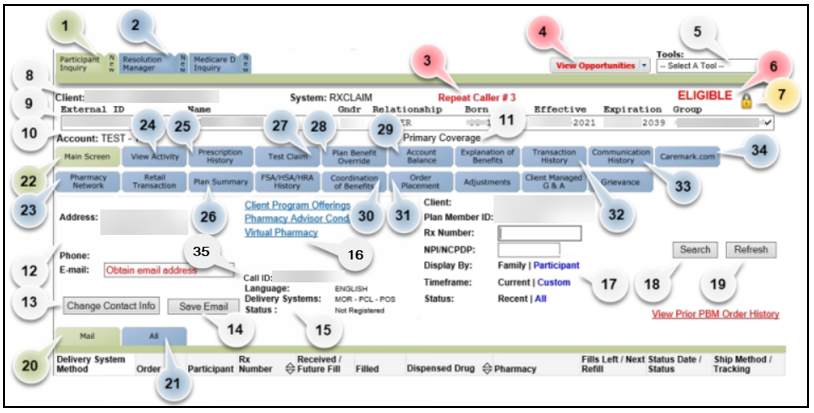 1
2
3
4
5
6
7
Participant Inquiry New
Resolution Manager New
Medicare D Inquiry New
View Opportunities
Tools:
-- Select A Tool --
8
Client:
System: RXCLAIM
Repeat Caller # 3
ELIGIBLE
9
External ID Name Gndr Relationship Born Effective Expiration Group
ER 2021 2039
10
Account: TEST -
Primary Coverage
11
24
25
27
28
29
34
Main Screen
View Activity
Prescription History
Test Claim
Plan Benefit Override
Account Balance
Explanation of Benefits
Transaction History
Communication History
Caremark.com
22
Pharmacy Network
Retail Transaction
Plan Summary
FSA/HSA/HRA History
Coordination of Benefits
Order Placement
Adjustments
Client Managed G & A
Grievance
23
26
30
31
32
33
Address:
Client Program Offerings
Pharmacy Advisor Cond
Virtual Pharmacy
Client:
Plan Member ID:
Rx Number:
NPI/NCPDP:
Search
Refresh
12
Phone:
E-mail: Obtain email address
35
16
Display By: Family | Participant
Timeframe: Current | Custom
Status: Recent | All
17
18
19
Call ID:
Language: ENGLISH
Delivery Systems: MOR - PCL - POS
Status : Not Registered
13
Change Contact Info
Save Email
14
15
View Prior PBM Order History
Mail
All
20
21
Delivery System Method
Order
Participant
Rx Number
Received / Future Fill
Filled
Dispensed Drug
Pharmacy
Fills Left / Next Refill
Status Date / Status
Ship Method / Tracking